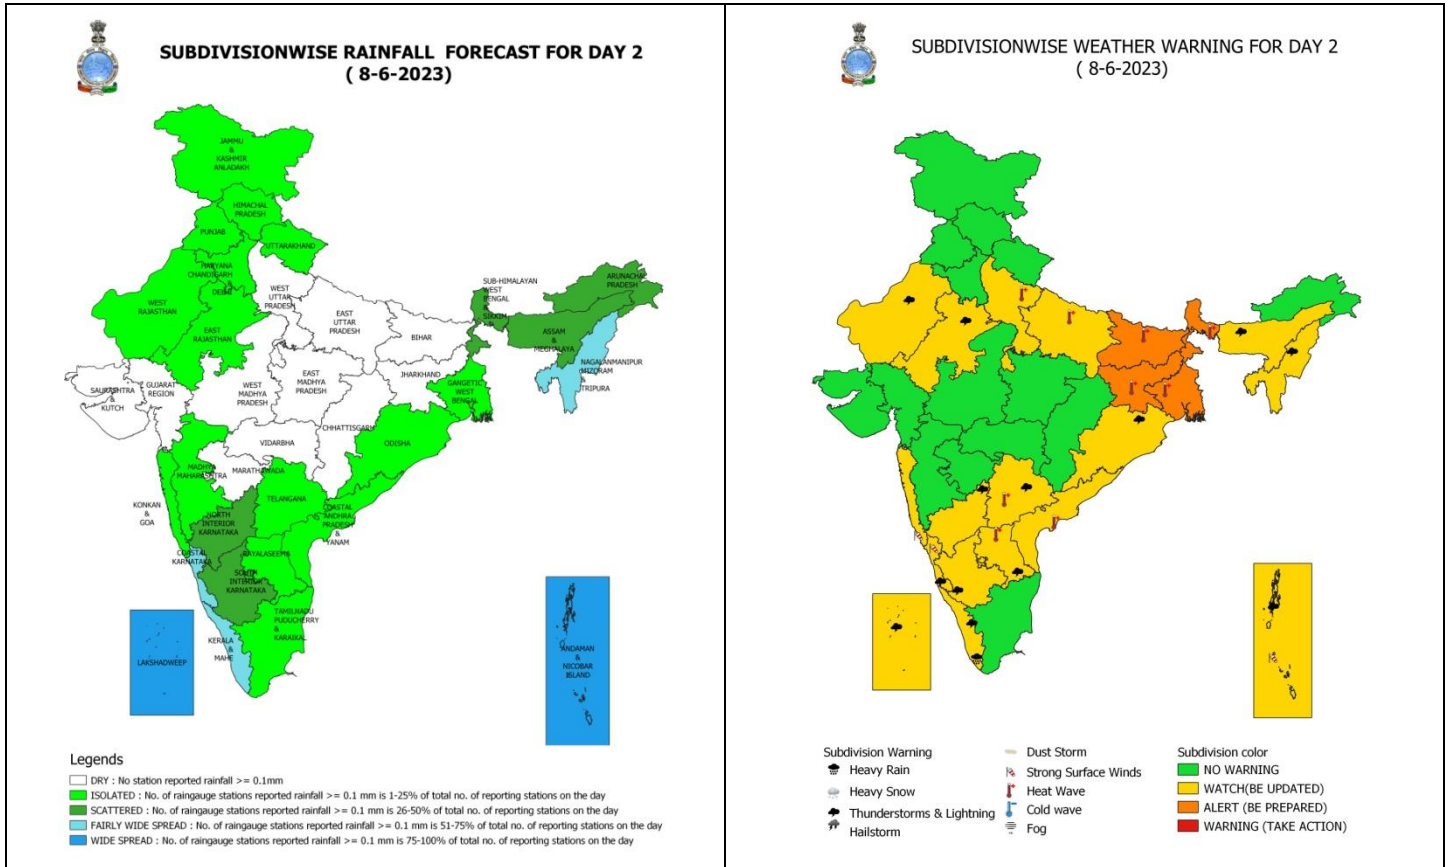 SUBDIVISIONWISE RAINFALL FORECAST FOR DAY 2
( 8-6-2023)
JAMMU
&
KASHMIR
ANLADAKH
HIMACHAL
PRADESH
PUNJAB
UTTARAKHAND
HARYANA
CHANDIGARH
&
DELHI
WEST
UTTAR
PRADESH
SUB-HIMALAYAN
WEST
BENGAL
&
SIKKIM
ARUNACHAL
PRADESH
WEST
RAJASTHAN
EAST
UTTAR
PRADESH
EAST
RAJASTHAN
BIHAR
ASSAM
&
MEGHALAYA
NAGALANMANIPUR
MIZORAM
&
TRIPURA
JHARKHAND
GANGETIC
WEST
BENGAL
SAURASHTRA
&
KUTCH
GUJARAT
REGION
WEST
MADHYA
PRADESH
EAST
MADHYA
PRADESH
CHHATTISGARH
ODISHA
VIDARBHA
MADHYA
MAHARASHTRA
MARATHAWADA
TELANGANA
KONKAN
&
GOA
COASTAL
ANDHRA
PRADESH
&
YANAM
NORTH
INTERIOR
KARNATAKA
COASTAL
KARNATAKA
RAYALASEEMA
SOUTH
INTERIOR
KARNATAKA
TAMILNADU
PUDUCHERRY
&
KARAIKAL
KERALA
&
MAHE
LAKSHADWEEP
ANDAMAN
&
NICOBAR
ISLAND
Legends
DRY : No station reported rainfall >= 0.1mm
ISOLATED : No. of raingauge stations reported rainfall >= 0.1 mm is 1-25% of total no. of reporting stations on the day
SCATTERED : No. of raingauge stations reported rainfall >= 0.1 mm is 26-50% of total no. of reporting stations on the day
FAIRLY WIDE SPREAD : No. of raingauge stations reported rainfall >= 0.1 mm is 51-75% of total no. of reporting stations on the day
WIDE SPREAD : No. of raingauge stations reported rainfall >= 0.1 mm is 75-100% of total no. of reporting stations on the day
SUBDIVISIONWISE WEATHER WARNING FOR DAY 2
( 8-6-2023)
Subdivision Warning
Heavy Rain
Heavy Snow
Thunderstorms & Lightning
Hailstorm
Dust Storm
Strong Surface Winds
Heat Wave
Cold wave
Fog
Subdivision color
NO WARNING
WATCH(BE UPDATED)
ALERT (BE PREPARED)
WARNING (TAKE ACTION)